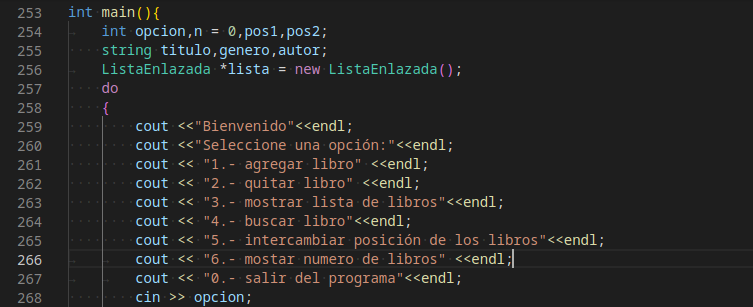 253 int main(){
254 int opcion,n = 0,pos1,pos2;
255 string titulo,genero,autor;
256 ListaEnlazada *lista = new ListaEnlazada();
257 do
258 {
259 cout <<"Bienvenido"<<endl;
260 cout <<"Seleccione una opción:"<<endl;
261 cout << "1.- agregar libro" <<endl;
262 cout << "2.- quitar libro" <<endl;
263 cout << "3.- mostrar lista de libros"<<endl;
264 cout << "4.- buscar libro"<<endl;
265 cout << "5.- intercambiar posición de los libros"<<endl;
266 cout << "6.- mostar numero de libros" <<endl;
267 cout << "0.- salir del programa"<<endl;
268 cin >> opcion;